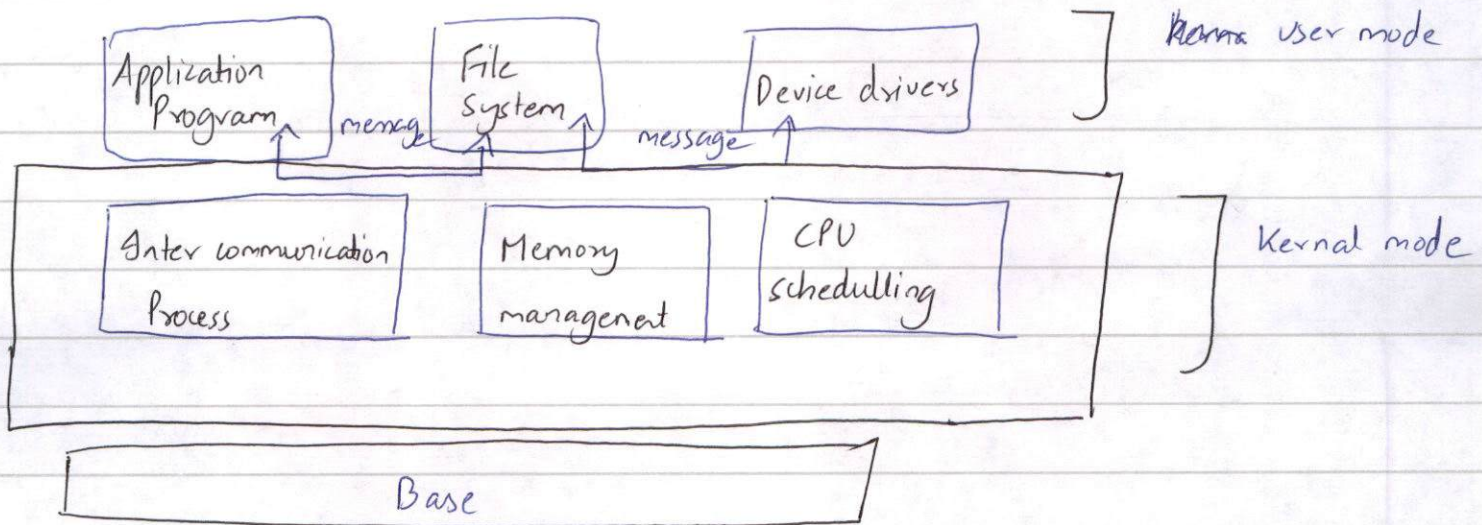 user mode
Application
Program
File
System
Device drivers
menage
message
Inter communication
Process
Memory
management
CPU
schedulling
Kernal mode
Base